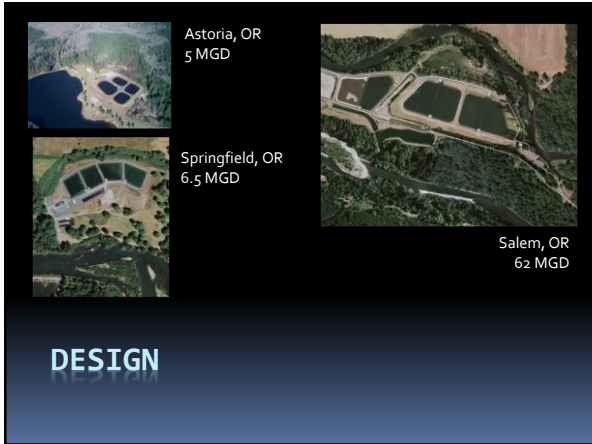 Astoria, OR
5 MGD
Springfield, OR
6.5 MGD
Salem, OR
62 MGD
DESIGN